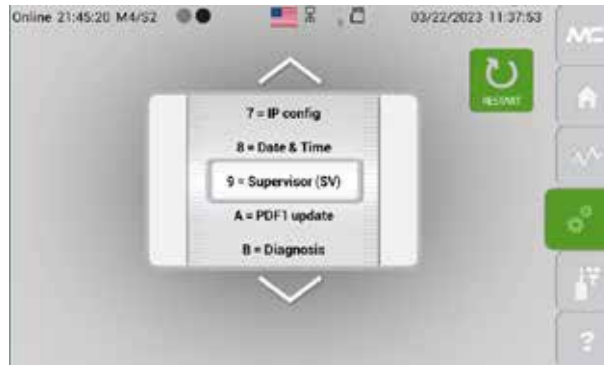 Online 21:45:20 M4/S2
03/22/2023 11:37:53
MC
RESTART
7 = IP config
8 = Date & Time
9 = Supervisor (SV)
A = PDF1 update
B = Diagnosis
?